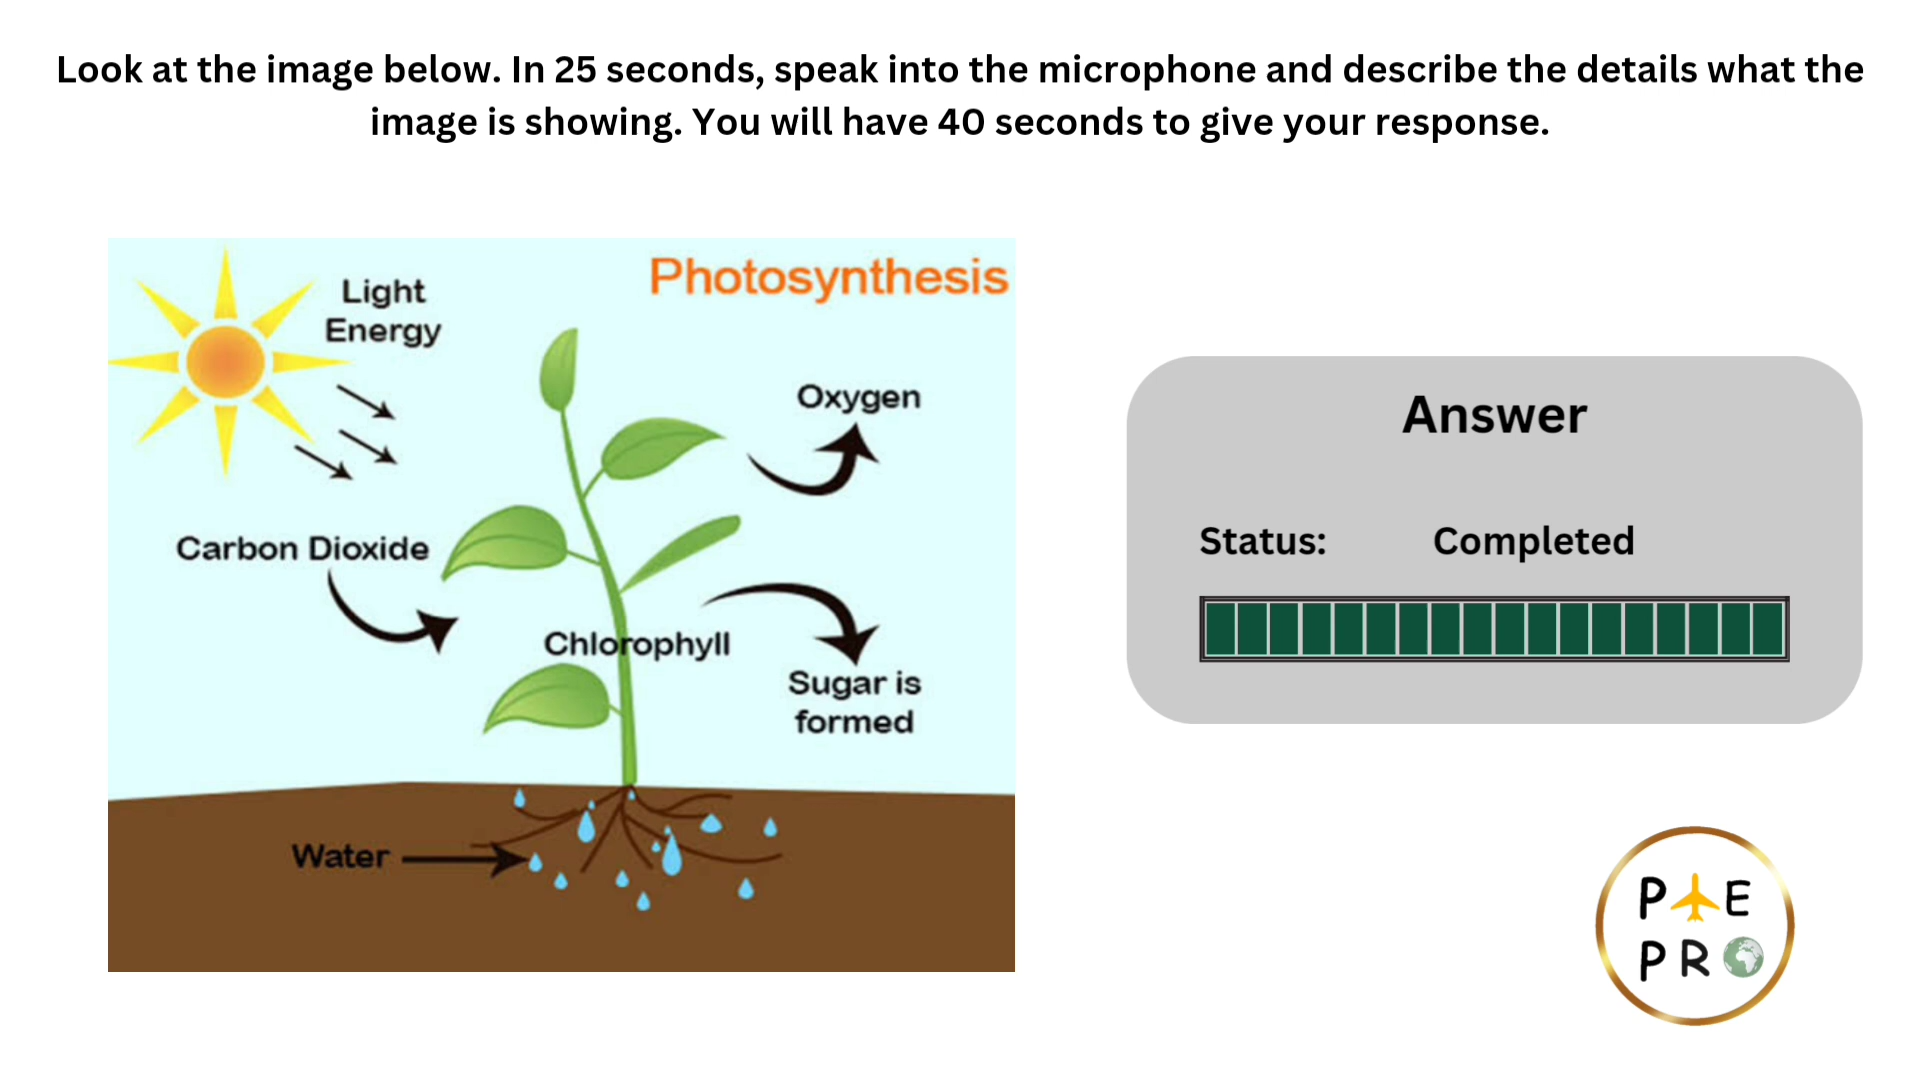 Look at the image below. In 25 seconds, speak into the microphone and describe the details what the
image is showing. You will have 40 seconds to give your response.
Photosynthesis
Light
Energy
Oxygen
Carbon Dioxide
Chlorophyll
Sugar is
formed
Water
Answer
Status: Completed
P E
P R